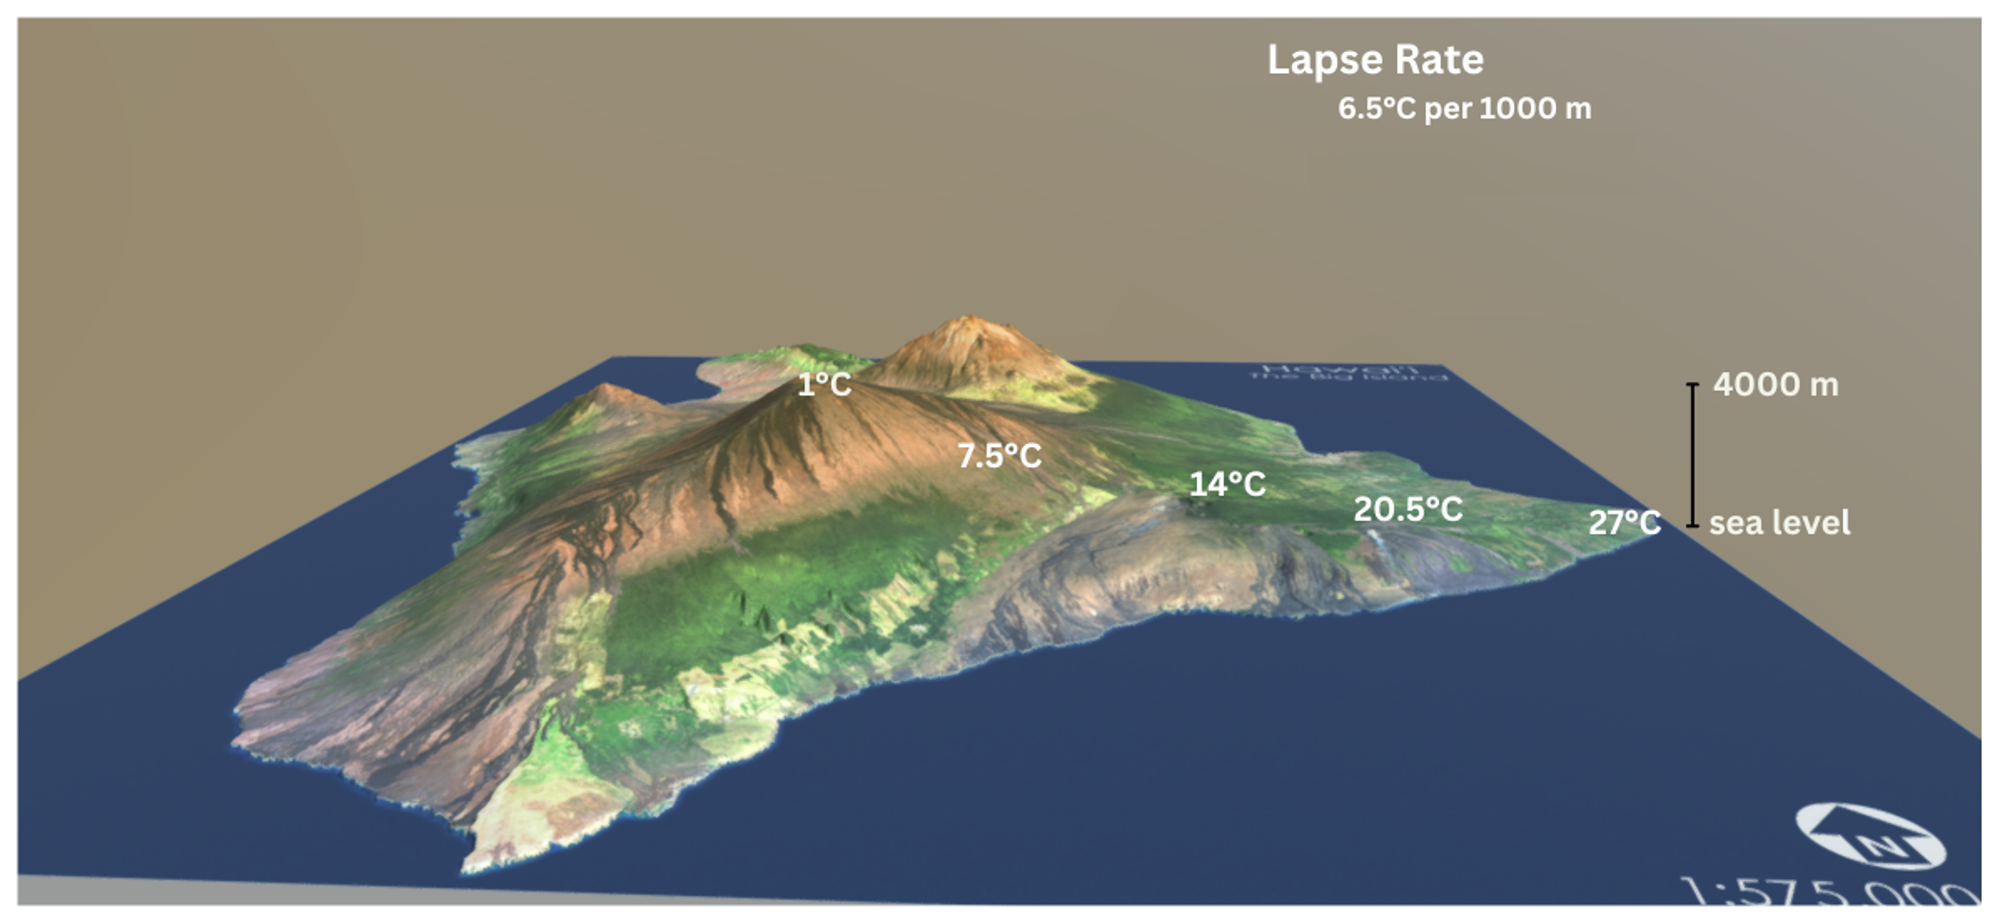 Lapse Rate
6.5°C per 1000 m
Hawai'i
The Big Island
1°C
4000 m
7.5°C
14°C
20.5°C
27°C
sea level
N
1:575,000